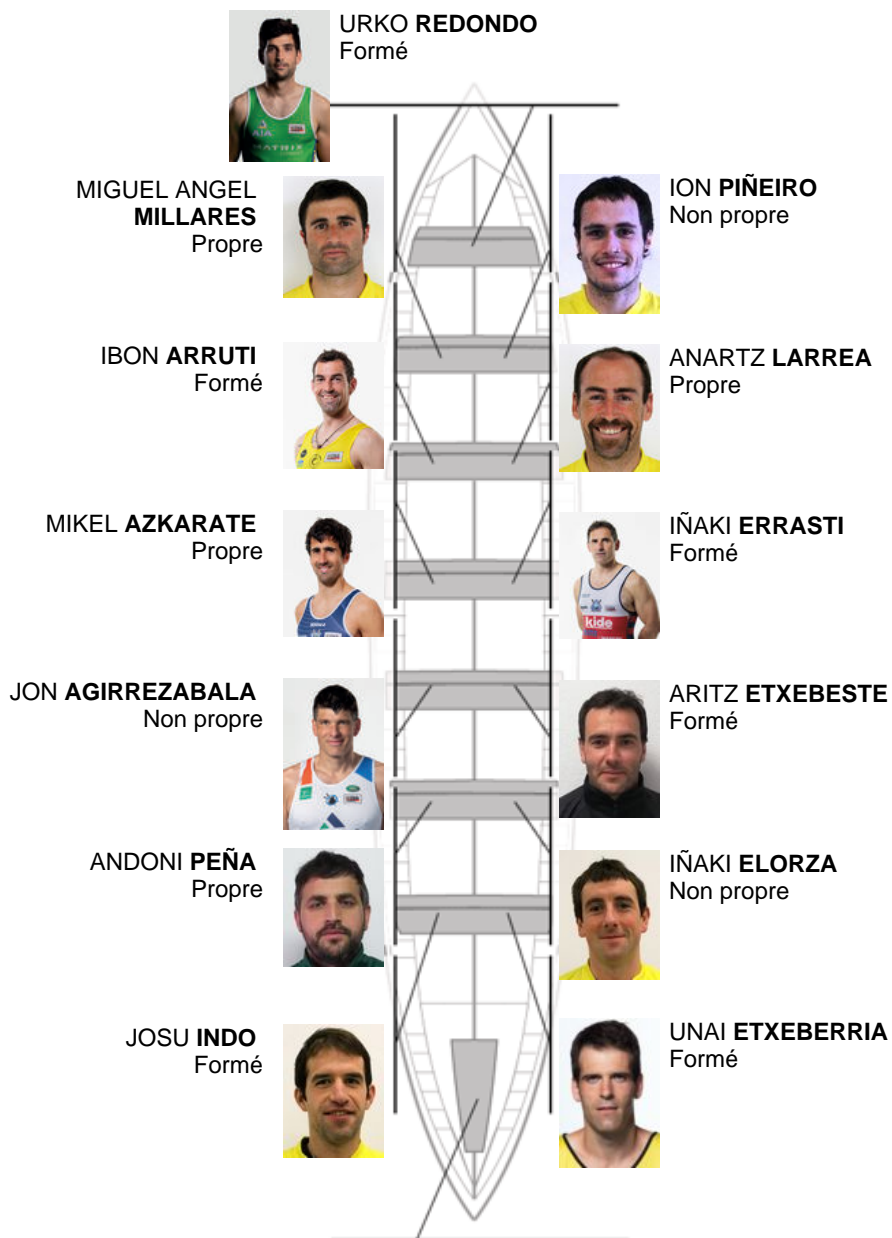 URKO REDONDO
Formé
MIGUEL ANGEL
MILLARES
Propre
ION PIÑEIRO
Non propre
IBON ARRUTI
Formé
ANARTZ LARREA
Propre
MIKEL AZKARATE
Propre
IÑAKI ERRASTI
Formé
JON AGIRREZABALA
Non propre
ARITZ ETXEBESTE
Formé
ANDONI PEÑA
Propre
IÑAKI ELORZA
Non propre
JOSU INDO
Formé
UNAI ETXEBERRIA
Formé
MATRIX
kide